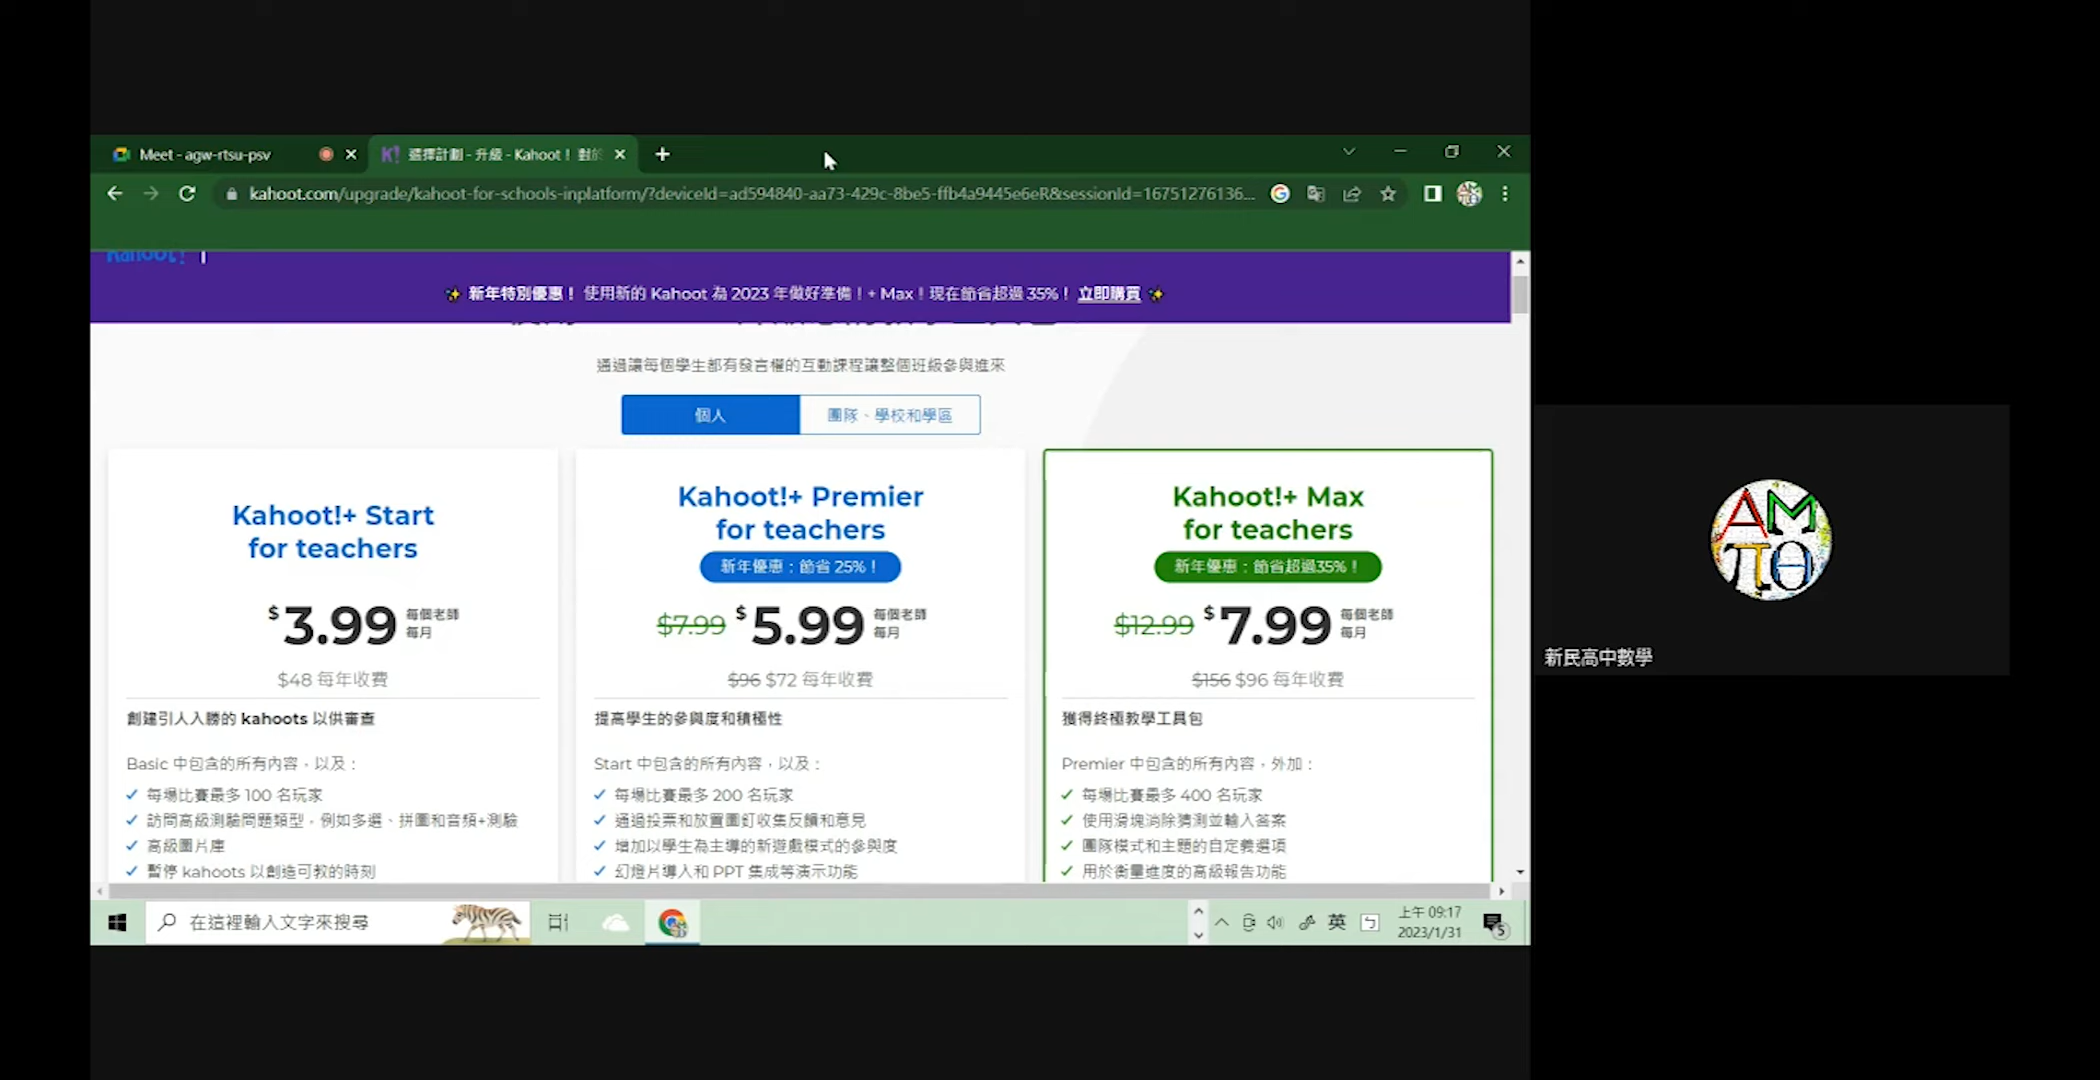 Meet - agw-rtsu-psv
選擇計劃 - 升級 - Kahoot！ 對於
kahoot.com/upgrade/kahoot-for-schools-inplatform/?deviceId=ad594840-aa73-429c-8be5-ffb4a9445e6eR&sessionId=16751276136...
Kahoot!
新年特別優惠！ 使用新的 Kahoot 為 2023 年做好準備！+ Max！現在節省超過 35%！ 立即購買
通過讓每個學生都有發言權的互動課程讓整個班級參與進來
個人
團隊、學校和學區
Kahoot!+ Start
for teachers
$3.99 每個老師
每月
$48 每年收費
創建引人入勝的 kahoots 以供審查
Basic 中包含的所有內容，以及：
每場比賽最多 100 名玩家
訪問高級測驗問題類型，例如多選、拼圖和音頻+測驗
高級圖片庫
暫停 kahoots 以創造可教的時刻
Kahoot!+ Premier
for teachers
新年優惠：節省 25%！
$7.99 $5.99 每個老師
每月
$96 $72 每年收費
提高學生的參與度和積極性
Start 中包含的所有內容，以及：
每場比賽最多 200 名玩家
通過投票和放置圖釘收集反饋和意見
增加以學生為主導的新遊戲模式的參與度
幻燈片導入和 PPT 集成等演示功能
Kahoot!+ Max
for teachers
新年優惠：節省超過35%！
$12.99 $7.99 每個老師
每月
$156 $96 每年收費
獲得終極教學工具包
Premier 中包含的所有內容，外加：
每場比賽最多 400 名玩家
使用滑塊消除猜測並輸入答案
團隊模式和主題的自定義選項
用於衡量進度的高級報告功能
在這裡輸入文字來搜尋
英
ㄅ
上午 09:17
2023/1/31
5
AM
πθ
新民高中數學